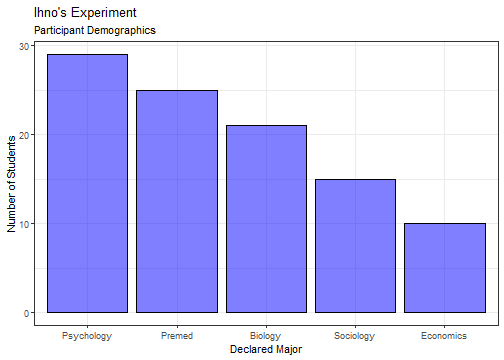 Ihno's Experiment
Participant Demographics
Number of Students
30
20
10
0
Psychology Premed Biology Sociology Economics
Declared Major